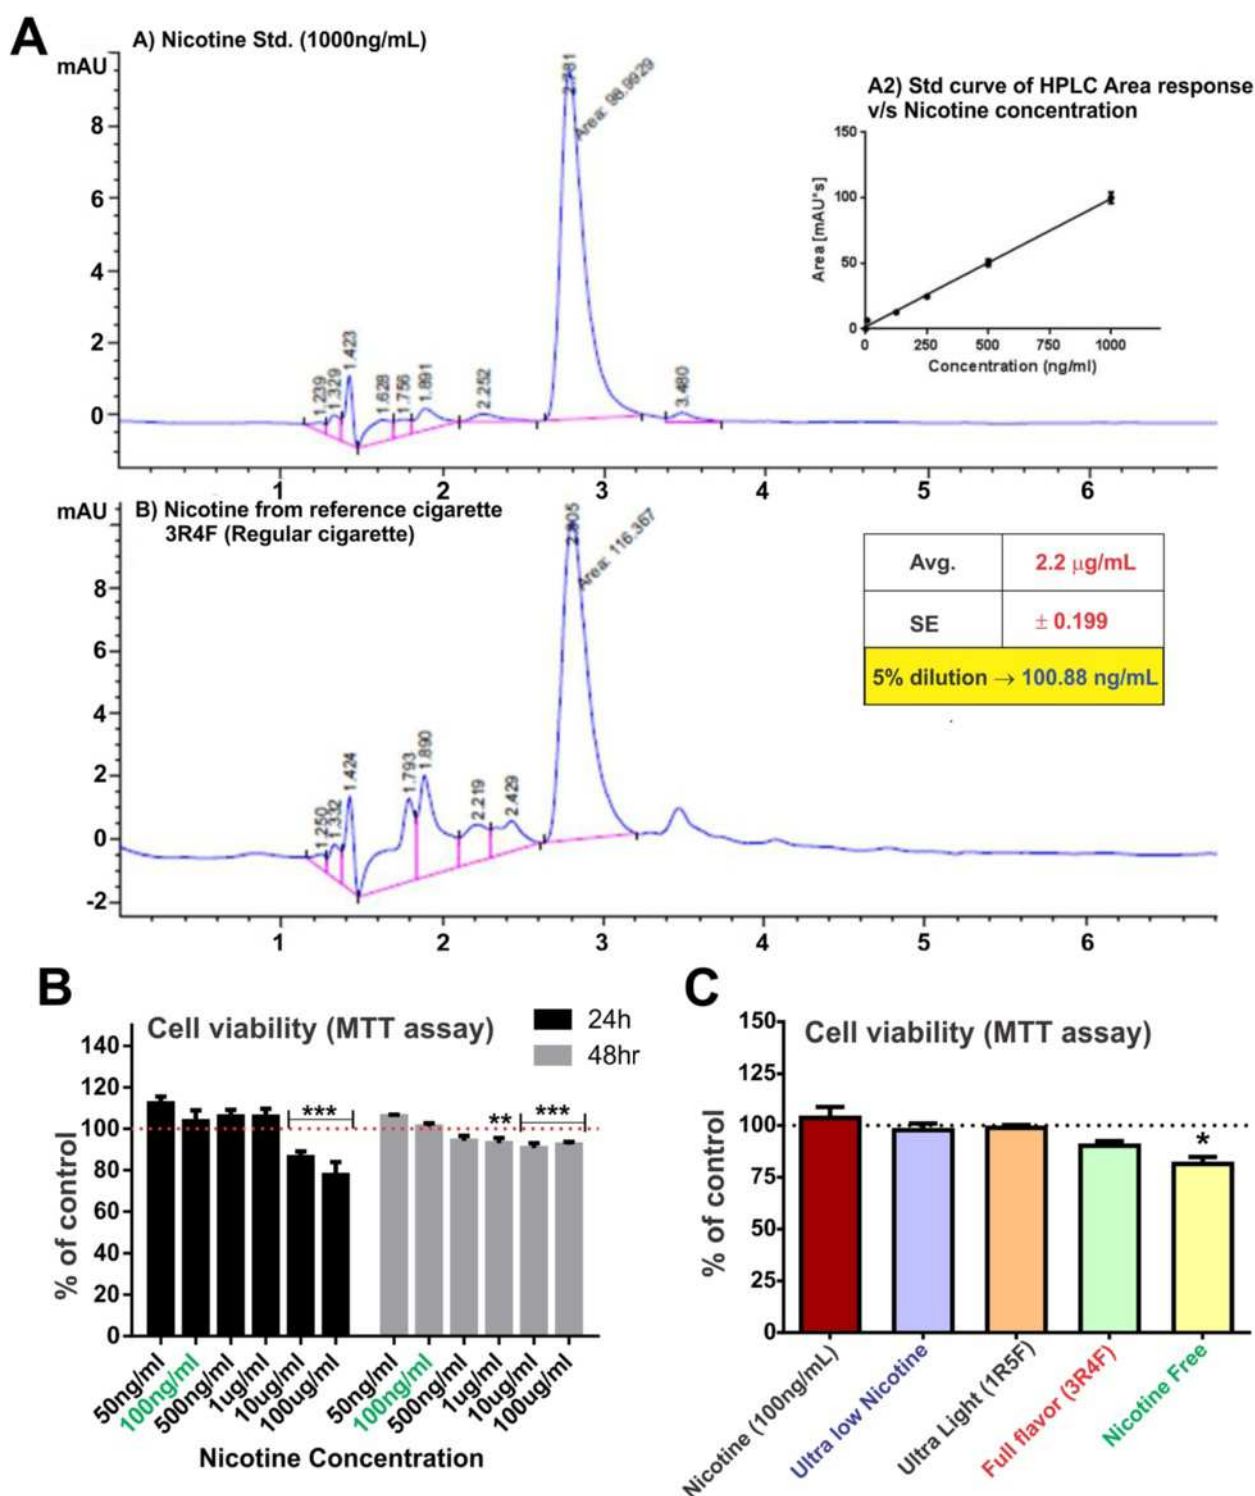 A
A) Nicotine Std. (1000ng/mL)
mAU
8
6
4
2
0
1.239
1.329
1.423
1.628
1.756
1.891
2.252
2.781
Area: 98.9929
3.480
1
2
3
4
5
6
A2) Std curve of HPLC Area response
v/s Nicotine concentration
Area [mAU*s]
150
100
50
0
0
250
500
750
1000
Concentration (ng/ml)
B) Nicotine from reference cigarette
3R4F (Regular cigarette)
mAU
8
6
4
2
0
-2
1.250
1.332
1.424
1.793
1.890
2.219
2.429
2.805
Area: 116.367
1
2
3
4
5
6
Avg. 2.2 µg/mL
SE ± 0.199
5% dilution → 100.88 ng/mL
B
Cell viability (MTT assay)
24h
48hr
% of control
140
120
100
80
60
40
20
0
***
**
***
50ng/ml
100ng/ml
500ng/ml
1ug/ml
10ug/ml
100ug/ml
50ng/ml
100ng/ml
500ng/ml
1ug/ml
10ug/ml
100ug/ml
Nicotine Concentration
C
Cell viability (MTT assay)
% of control
150
125
100
75
50
25
0
*
Nicotine (100ng/mL)
Ultra low Nicotine
Ultra Light (1R5F)
Full flavor (3R4F)
Nicotine Free